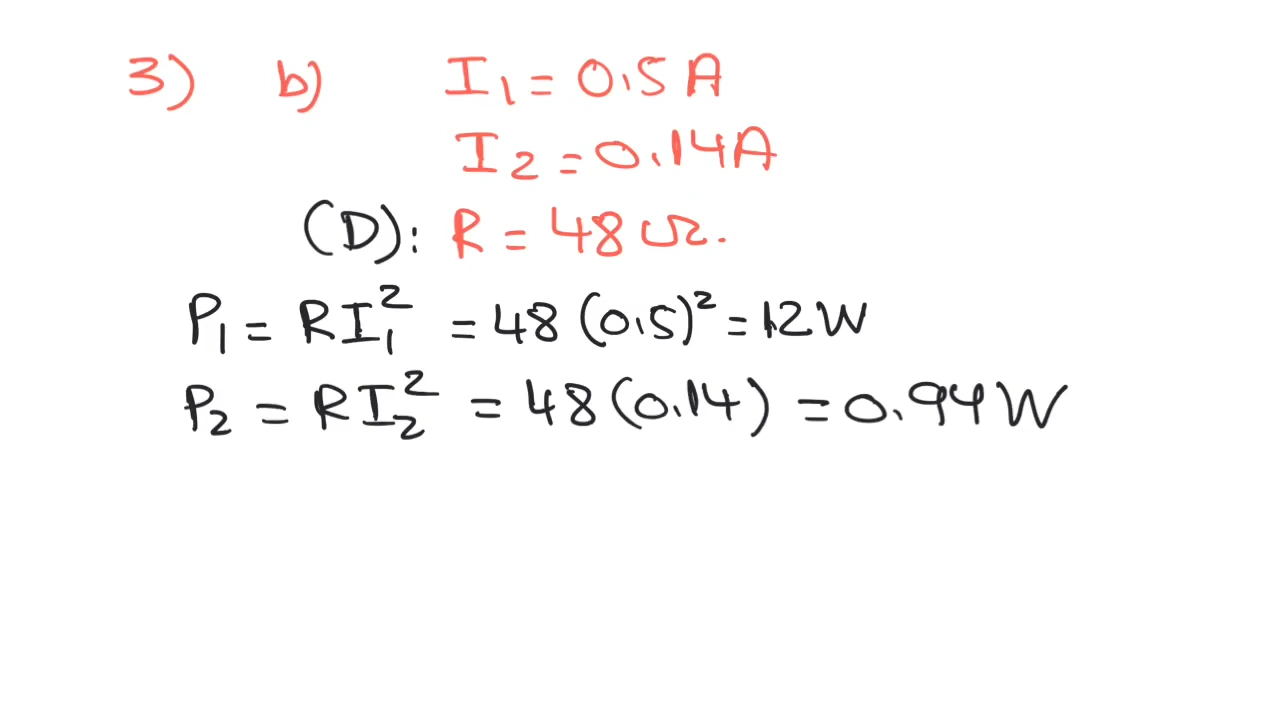 3) b) I₁ = 0.5 A
I₂ = 0.14A
(D): R = 48 Ω.
P₁ = RI₁² = 48 (0.5)² = 12 W
P₂ = RI₂² = 48 (0.14) = 0.94 W